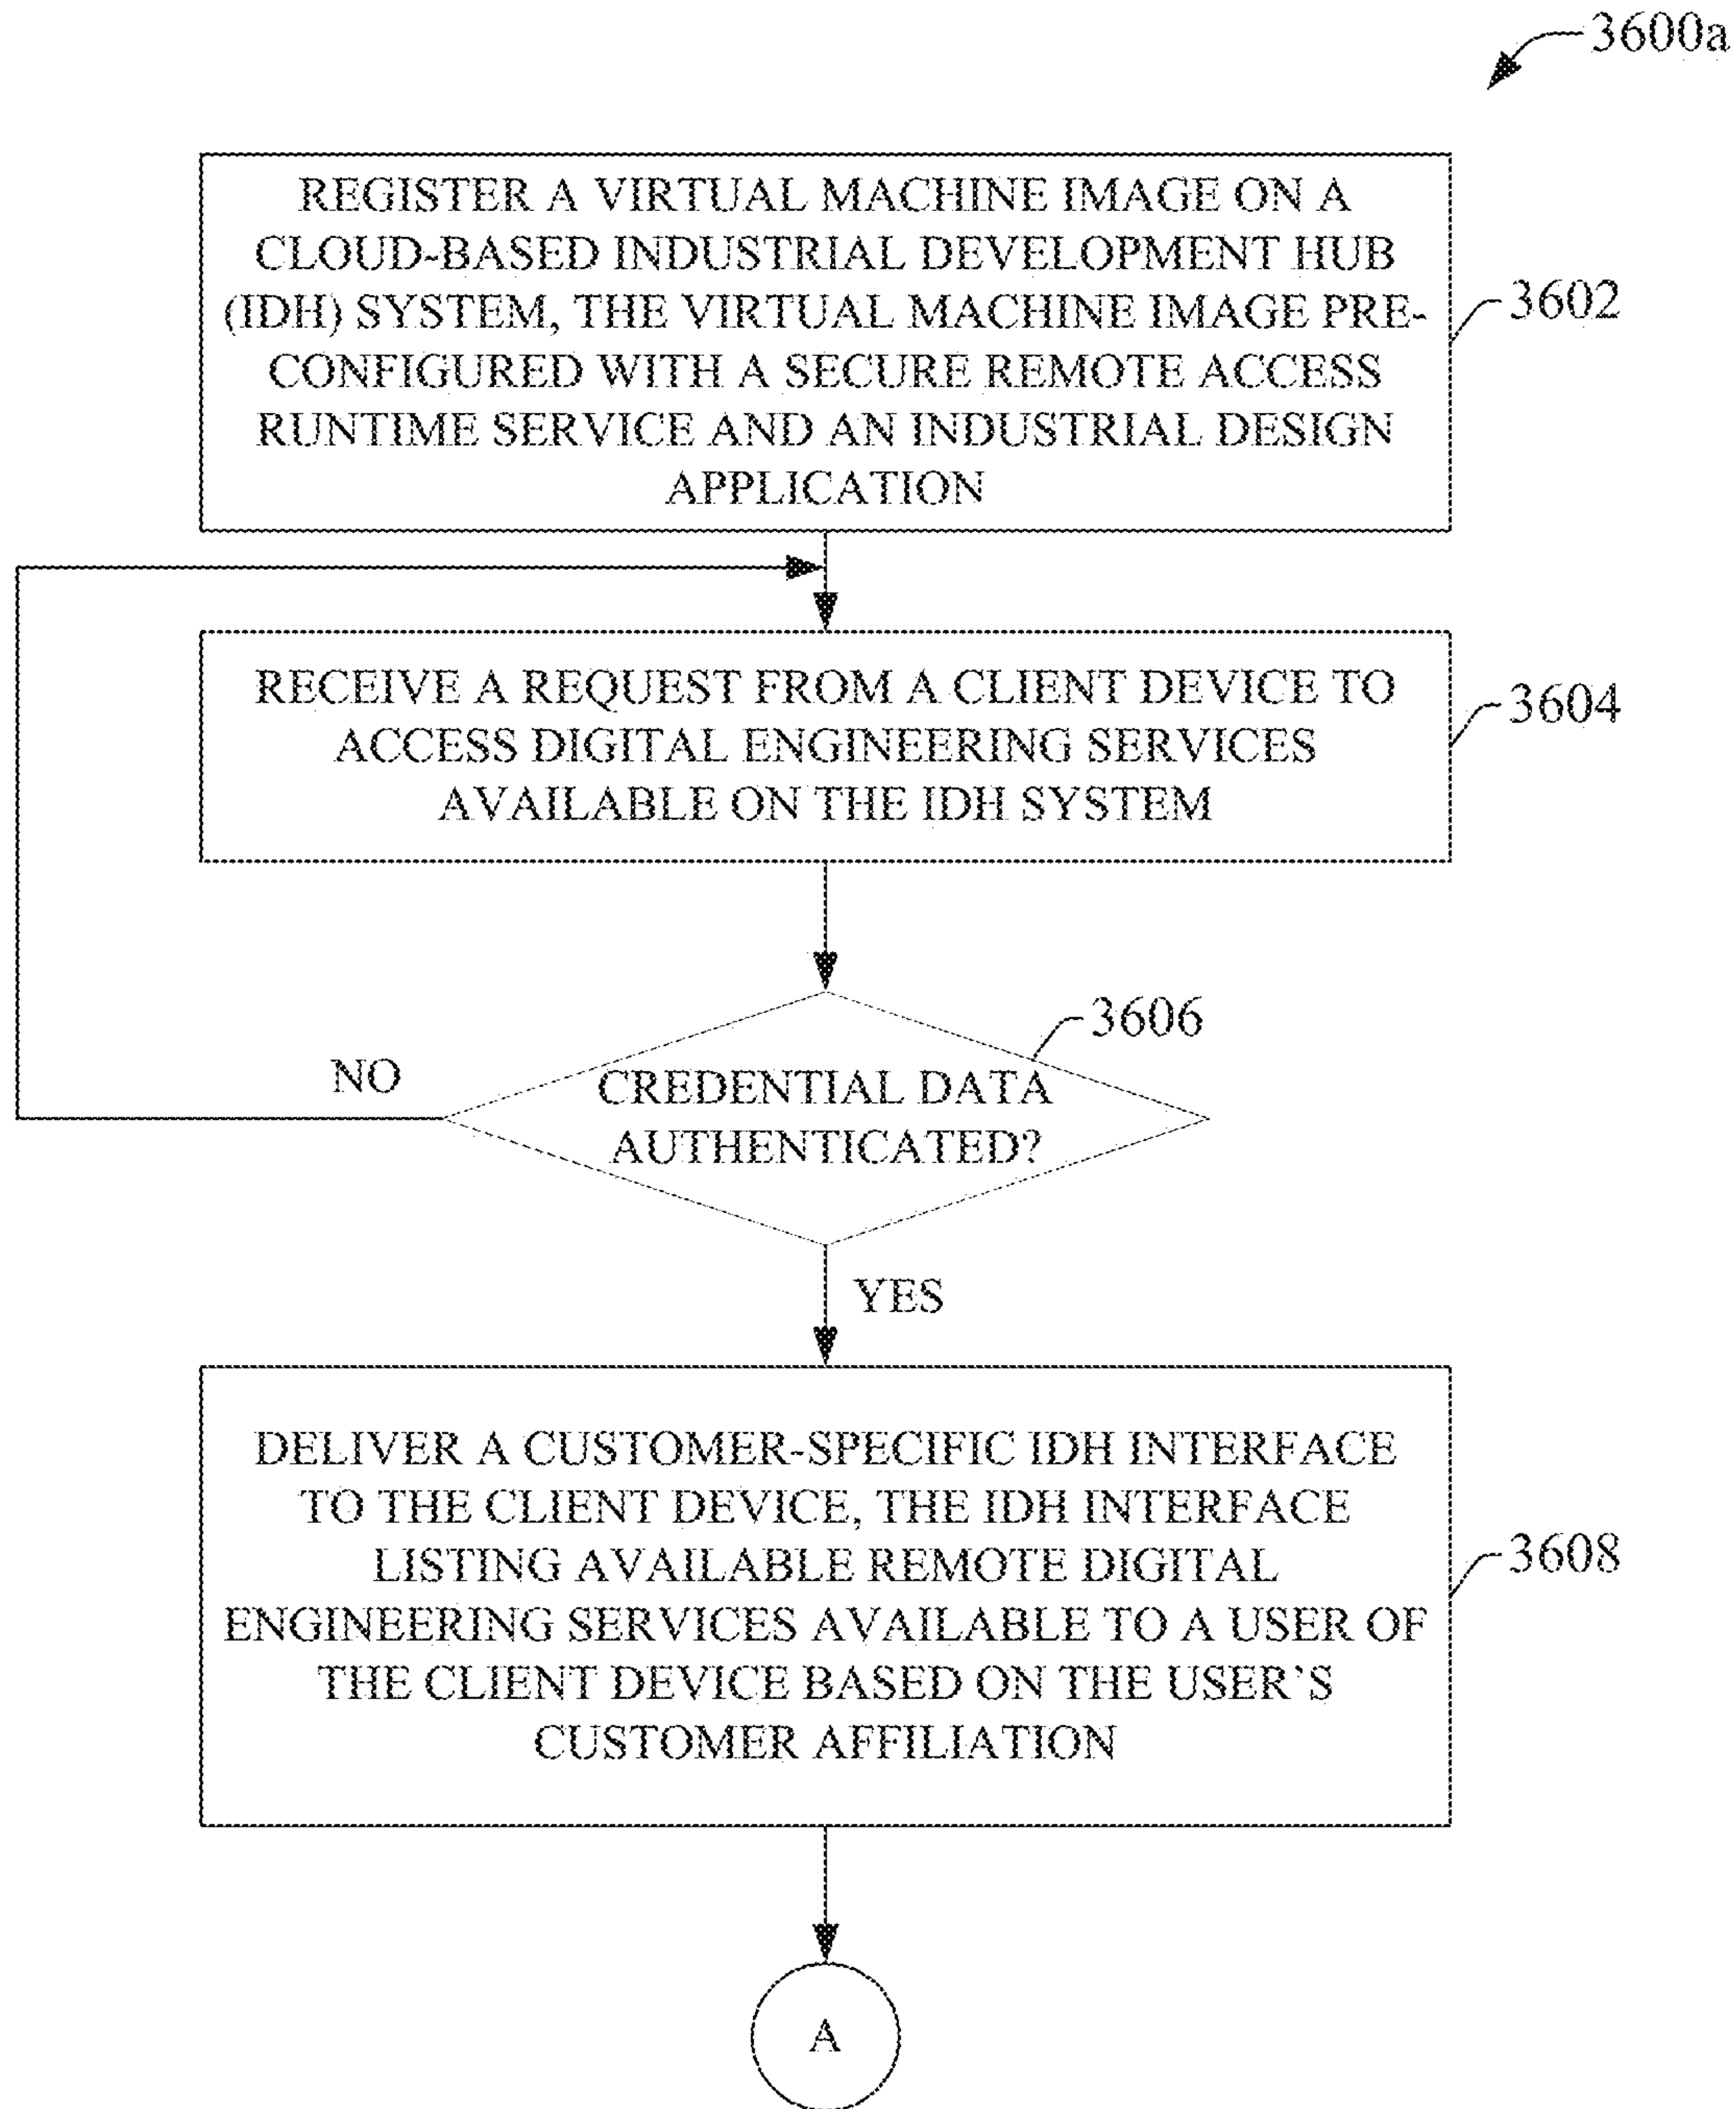 3600a
REGISTER A VIRTUAL MACHINE IMAGE ON A
CLOUD-BASED INDUSTRIAL DEVELOPMENT HUB
(IDH) SYSTEM, THE VIRTUAL MACHINE IMAGE PRE-
CONFIGURED WITH A SECURE REMOTE ACCESS
RUNTIME SERVICE AND AN INDUSTRIAL DESIGN
APPLICATION
3602
RECEIVE A REQUEST FROM A CLIENT DEVICE TO
ACCESS DIGITAL ENGINEERING SERVICES
AVAILABLE ON THE IDH SYSTEM
3604
3606
NO
CREDENTIAL DATA
AUTHENTICATED?
YES
DELIVER A CUSTOMER-SPECIFIC IDH INTERFACE
TO THE CLIENT DEVICE, THE IDH INTERFACE
LISTING AVAILABLE REMOTE DIGITAL
ENGINEERING SERVICES AVAILABLE TO A USER OF
THE CLIENT DEVICE BASED ON THE USER'S
CUSTOMER AFFILIATION
3608
A